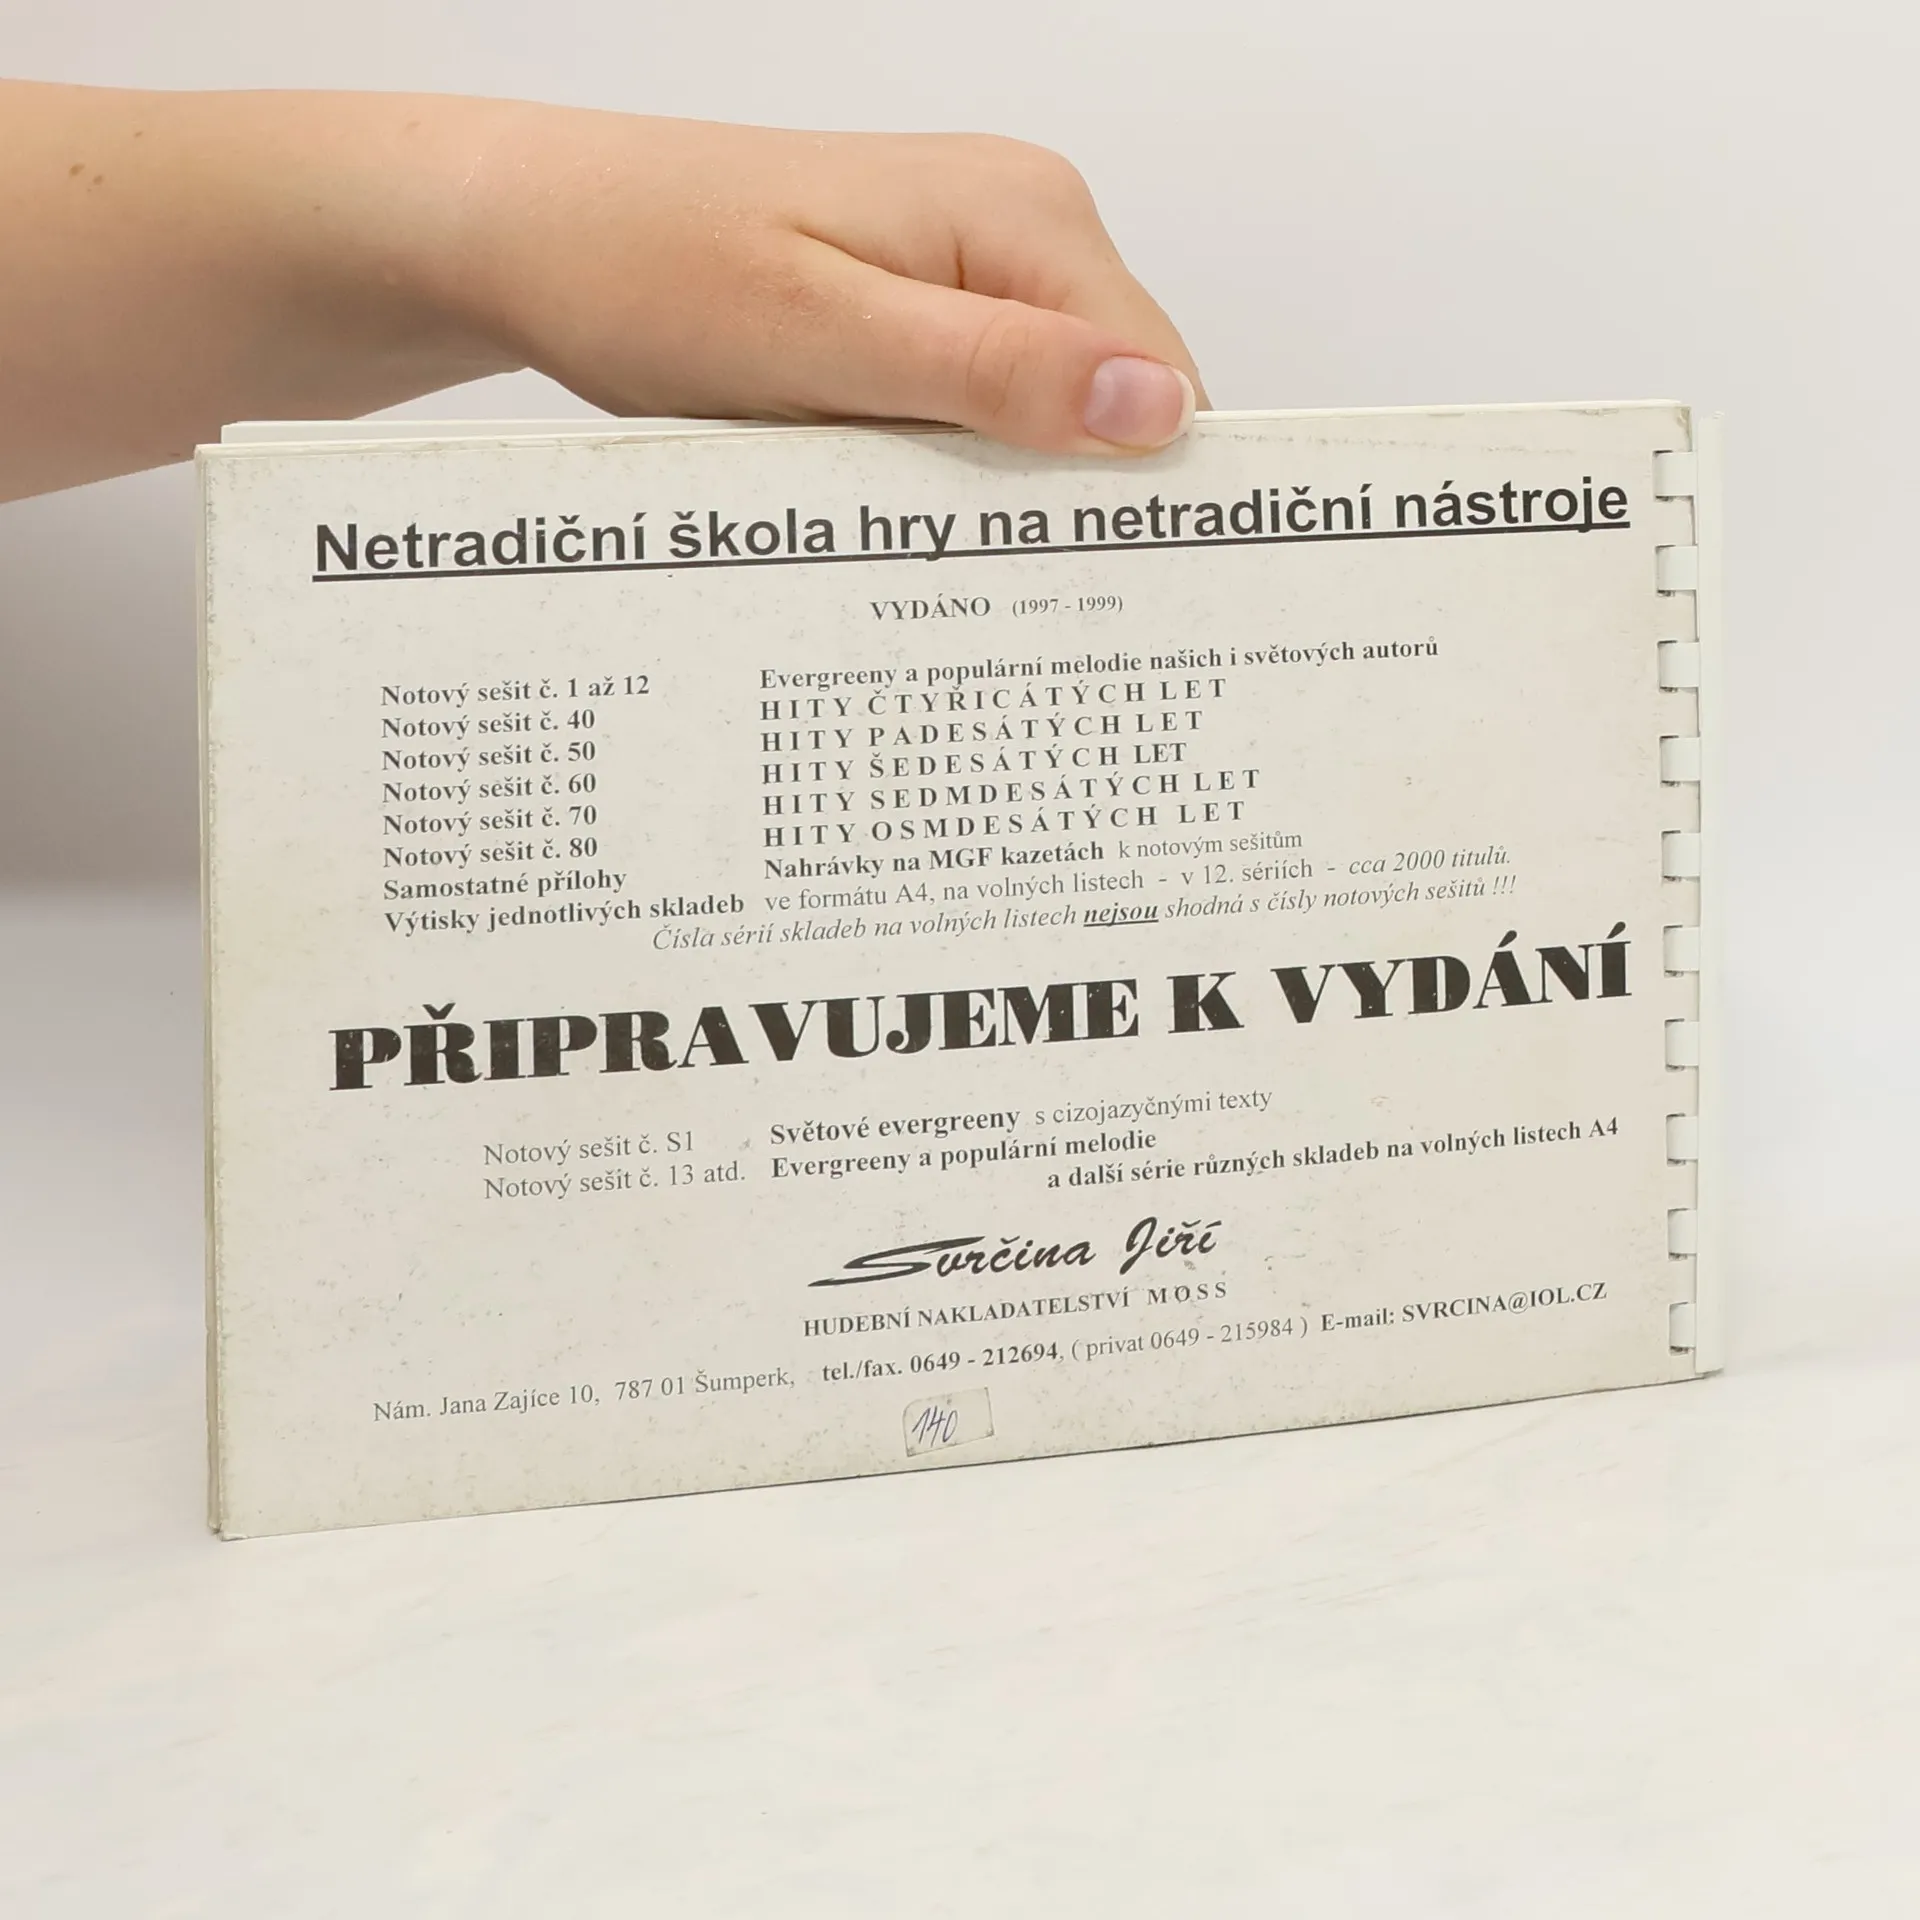 Netradiční škola hry na netradiční nástroje
VYDÁNO (1997 - 1999)
Notový sešit č. 1 až 12 Evergreeny a populární melodie našich i světových autorů
Notový sešit č. 40 HITY ČTYŘICÁTÝCH LET
Notový sešit č. 50 HITY PADESÁTÝCH LET
Notový sešit č. 60 HITY ŠEDESÁTÝCH LET
Notový sešit č. 70 HITY SEDMDESÁTÝCH LET
Notový sešit č. 80 HITY OSMDESÁTÝCH LET
Samostatné přílohy Nahrávky na MGF kazetách k notovým sešitům
Výtisky jednotlivých skladeb ve formátu A4, na volných listech - v 12. sériích - cca 2000 titulů.
Čísla sérií skladeb na volných listech nejsou shodná s čísly notových sešitů !!!
PŘIPRAVUJEME K VYDÁNÍ
Notový sešit č. S1 Světové evergreeny s cizojazyčnými texty
Notový sešit č. 13 atd. Evergreeny a populární melodie
a další série různých skladeb na volných listech A4
Svrčina Jiří
HUDEBNÍ NAKLADATELSTVÍ MOSS
Nám. Jana Zajíce 10, 787 01 Šumperk, tel./fax. 0649 - 212694, ( privat 0649 - 215984 ) E-mail: SVRCINA@IOL.CZ
140